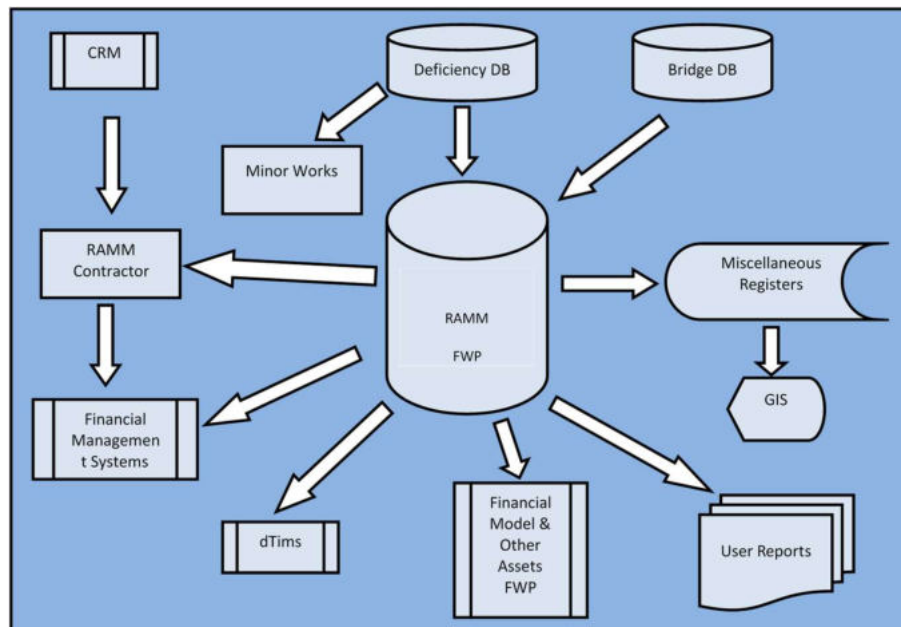 CRM
Deficiency DB
Bridge DB
Minor Works
RAMM
Contractor
Miscellaneous
Registers
RAMM
FWP
GIS
Financial
Managemen
t Systems
dTims
Financial
Model &
Other
Assets
FWP
User Reports